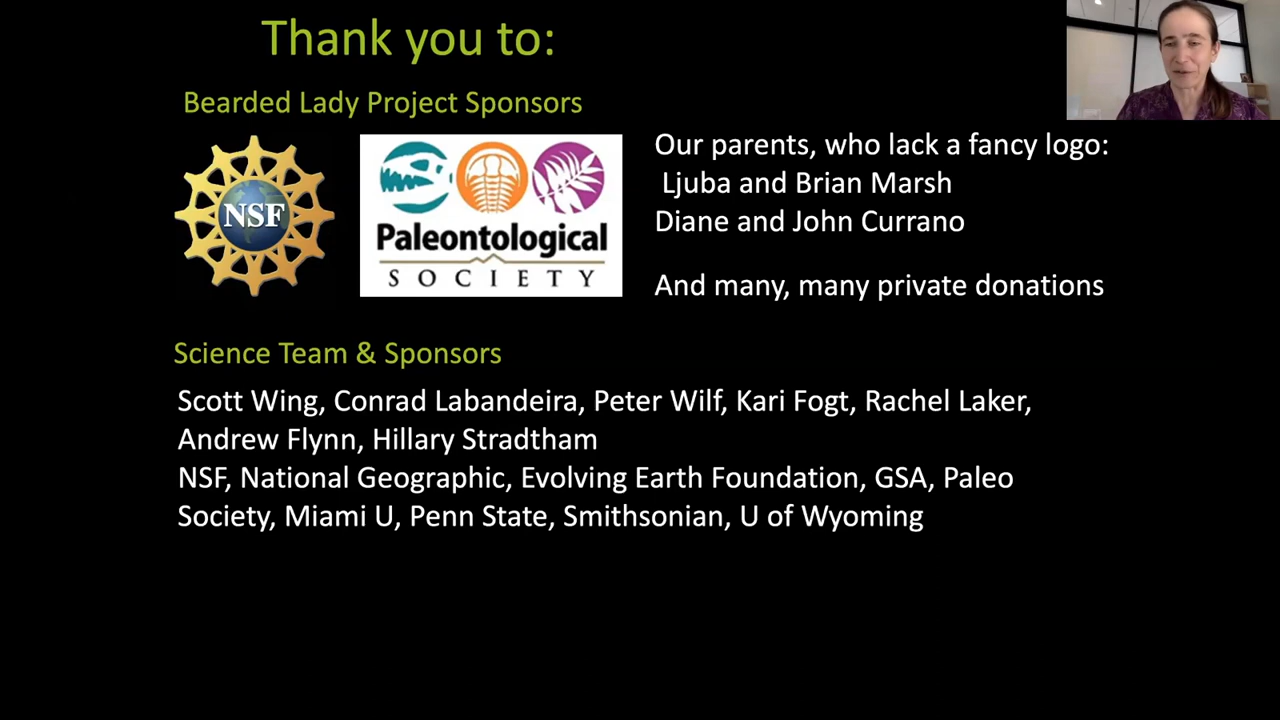 Thank you to:
Bearded Lady Project Sponsors
NSF
Paleontological
SOCIETY
Our parents, who lack a fancy logo:
Ljuba and Brian Marsh
Diane and John Currano
And many, many private donations
Science Team & Sponsors
Scott Wing, Conrad Labandeira, Peter Wilf, Kari Fogt, Rachel Laker,
Andrew Flynn, Hillary Stradtham
NSF, National Geographic, Evolving Earth Foundation, GSA, Paleo
Society, Miami U, Penn State, Smithsonian, U of Wyoming